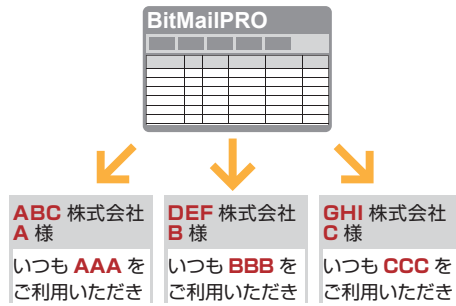 BitMailPRO
ABC 株式会社
A 様
いつも AAA を
ご利用いただき
DEF 株式会社
B 様
いつも BBB を
ご利用いただき
GHI 株式会社
C 様
いつも CCC を
ご利用いただき